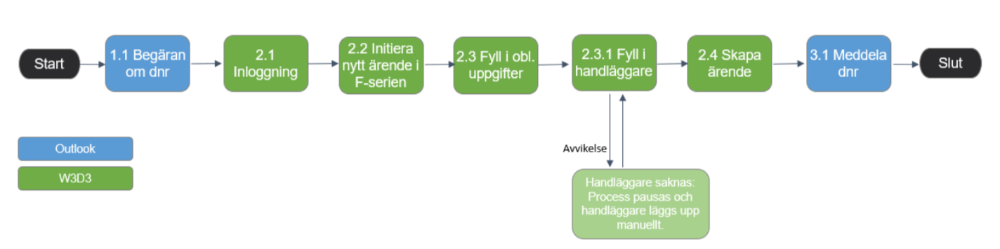 Start
1.1 Begäran
om dnr
2.1
Inloggning
2.2 Initiera
nytt ärende i
F-serien
2.3 Fyll i obl.
uppgifter
2.3.1 Fyll i
handläggare
2.4 Skapa
ärende
3.1 Meddela
dnr
Slut
Outlook
W3D3
Avvikelse
Handläggare saknas:
Process pausas och
handläggare läggs upp
manuellt.